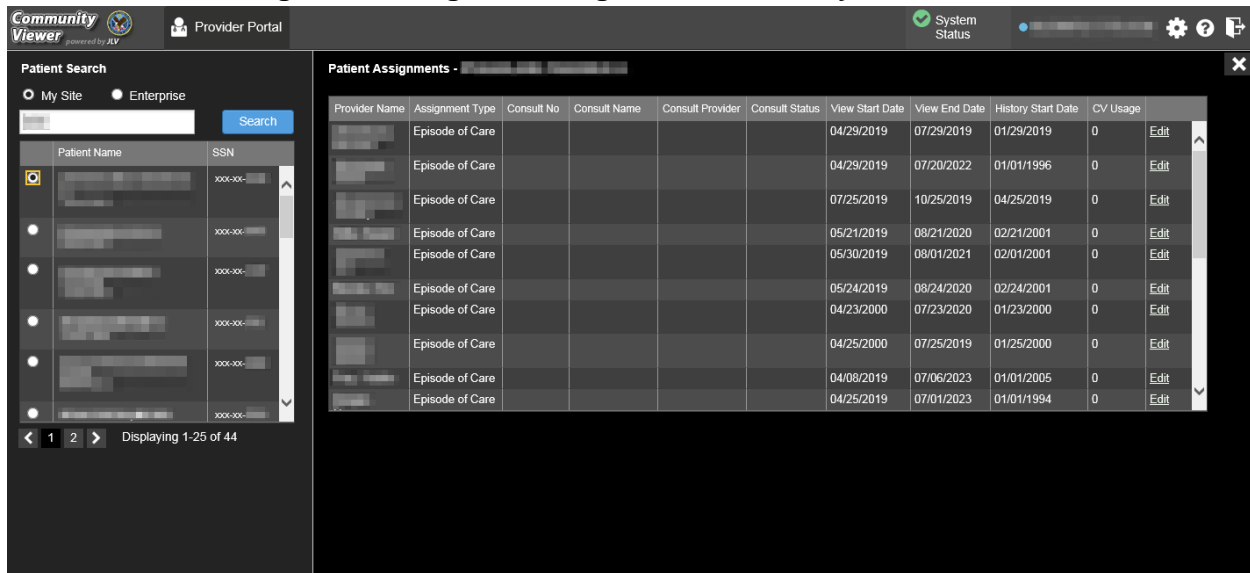 Community Viewer powered by JLV
Provider Portal
System Status
Patient Search
My Site Enterprise
Search
Patient Name SSN
xxx-xx-
xxx-xx-
xxx-xx-
xxx-xx-
xxx-xx-
xxx-xx-
1 2 Displaying 1-25 of 44
Patient Assignments -
Provider Name Assignment Type Consult No Consult Name Consult Provider Consult Status View Start Date View End Date History Start Date CV Usage
Episode of Care 04/29/2019 07/29/2019 01/29/2019 0 Edit
Episode of Care 04/29/2019 07/20/2022 01/01/1996 0 Edit
Episode of Care 07/25/2019 10/25/2019 04/25/2019 0 Edit
Episode of Care 05/21/2019 08/21/2020 02/21/2001 0 Edit
Episode of Care 05/30/2019 08/01/2021 02/01/2001 0 Edit
Episode of Care 05/24/2019 08/24/2020 02/24/2001 0 Edit
Episode of Care 04/23/2000 07/23/2020 01/23/2000 0 Edit
Episode of Care 04/25/2000 07/25/2019 01/25/2000 0 Edit
Episode of Care 04/08/2019 07/06/2023 01/01/2005 0 Edit
Episode of Care 04/25/2019 07/01/2023 01/01/1994 0 Edit